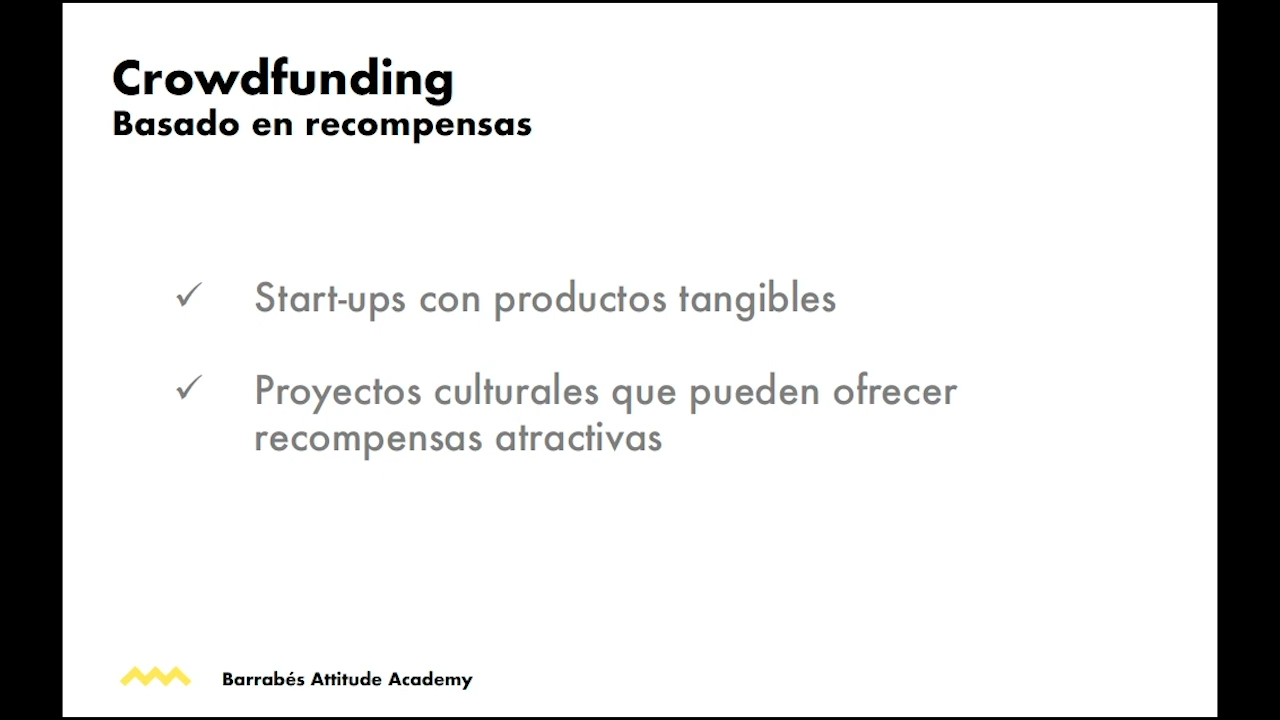 Crowdfunding
Basado en recompensas
✓ Start-ups con productos tangibles
✓ Proyectos culturales que pueden ofrecer
recompensas atractivas
Barrabés Attitude Academy